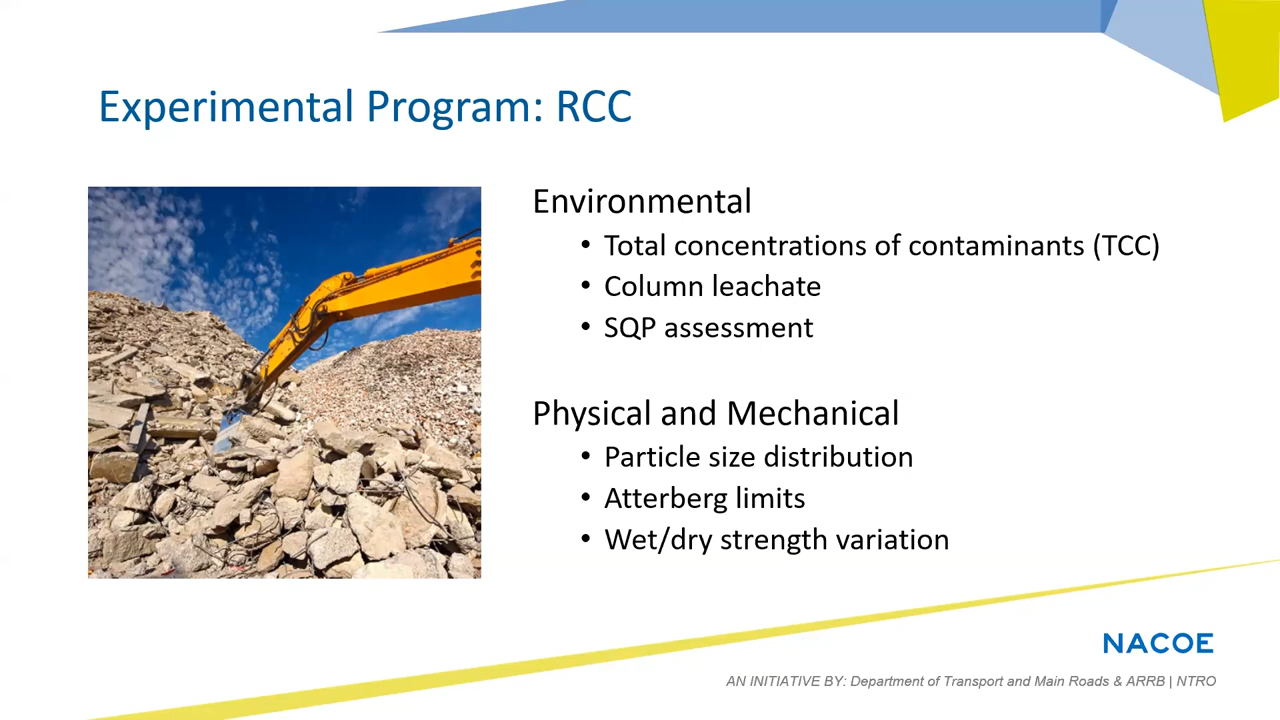 Experimental Program: RCC
Environmental
• Total concentrations of contaminants (TCC)
• Column leachate
• SQP assessment
Physical and Mechanical
• Particle size distribution
• Atterberg limits
• Wet/dry strength variation
NACOE
AN INITIATIVE BY: Department of Transport and Main Roads & ARRB | NTRO